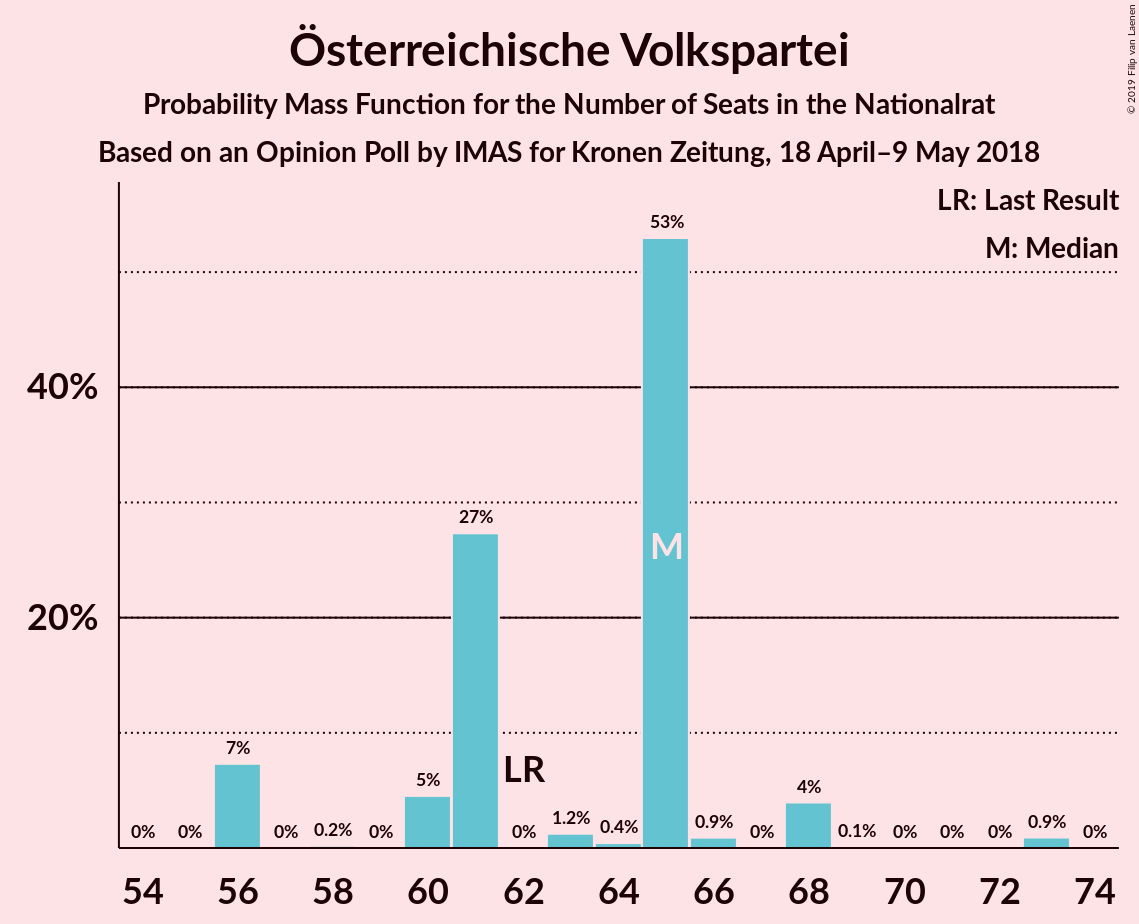 Österreichische Volkspartei
Probability Mass Function for the Number of Seats in the Nationalrat
Based on an Opinion Poll by IMAS for Kronen Zeitung, 18 April–9 May 2018
© 2019 Filip van Laenen
LR: Last Result
M: Median
53%
40%
27%
M
20%
7%
LR
5%
4%
0% 0% 0% 0.2% 0% 0% 1.2% 0.4% 0.9% 0% 0.1% 0% 0% 0% 0.9% 0%
54 56 58 60 62 64 66 68 70 72 74